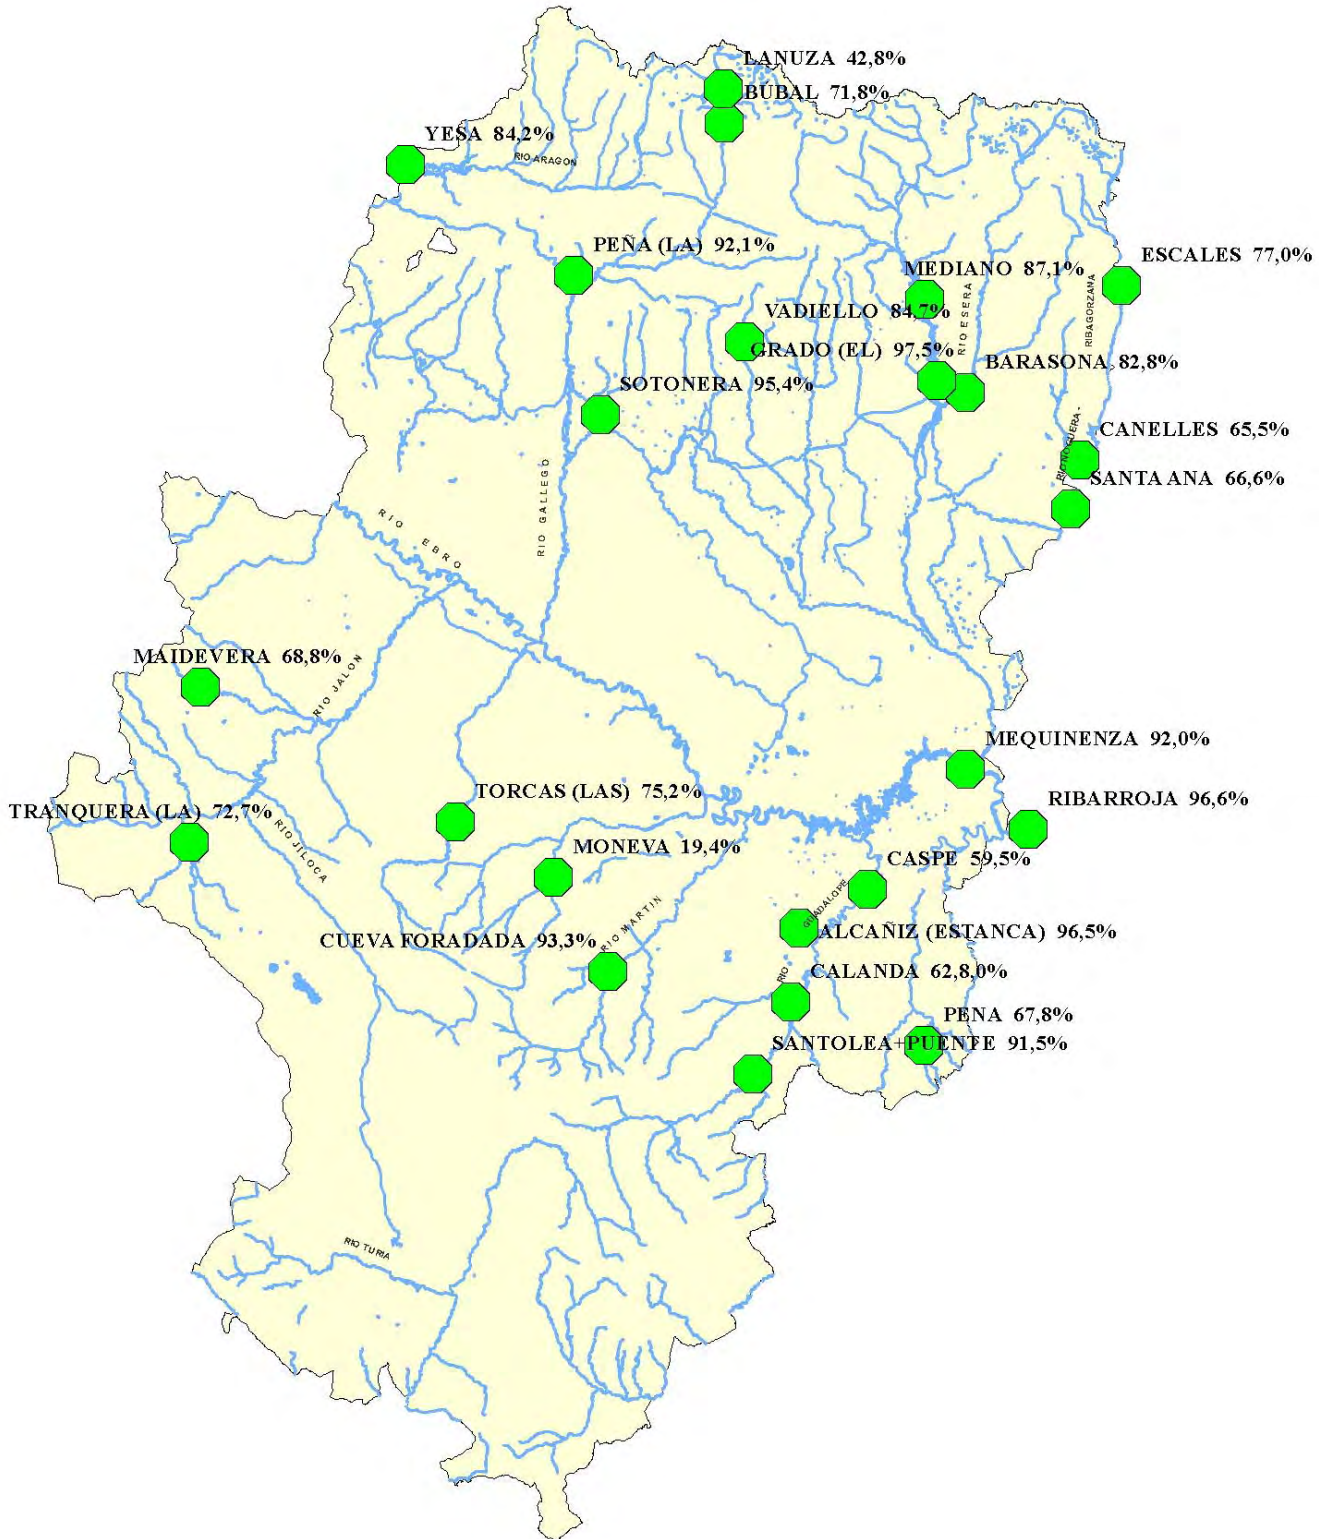 LANUZA 42,8%
BÚBAL 71,8%
YESA 84,2%
RIO ARAGON
PEÑA (LA) 92,1%
ESCALES 77,0%
MEDIANO 87,1%
RIO ESERA
RIBAGORZANA
VADIELLO 84,7%
GRADO (EL) 97,5%
BARASONA 82,8%
SOTONERA 95,4%
CANELLES 65,5%
RIO NOGUERA -
SANTA ANA 66,6%
RIO GALLEGO
RIO EBRO
MAIDEVERA 68,8%
RIO JALON
MEQUINENZA 92,0%
TORCAS (LAS) 75,2%
RIBARROJA 96,6%
TRANQUERA (LA) 72,7%
RIO JILOCA
MONEVA 19,4%
CASPE 59,5%
GUADALOPE
RIO MARTIN
ALCAÑIZ (ESTANCA) 96,5%
CUEVA FORADADA 93,3%
RIO
CALANDA 62,8,0%
PENA 67,8%
SANTOLEA+PUENTE 91,5%
RIO TURIA